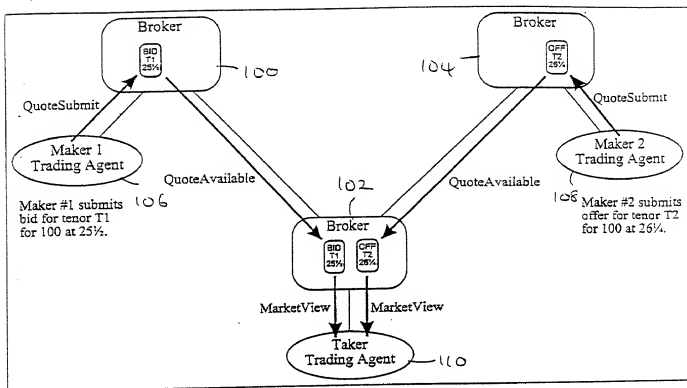 Broker
BID
T1
25½
100
QuoteSubmit
Maker 1
Trading Agent
106
Maker #1 submits
bid for tenor T1
for 100 at 25½.
QuoteAvailable
Broker
OFF
T2
26¼
104
QuoteSubmit
Maker 2
Trading Agent
108
Maker #2 submits
offer for tenor T2
for 100 at 26¼.
QuoteAvailable
102
Broker
BID
T1
25½
OFF
T2
26¼
MarketView
MarketView
Taker
Trading Agent
110